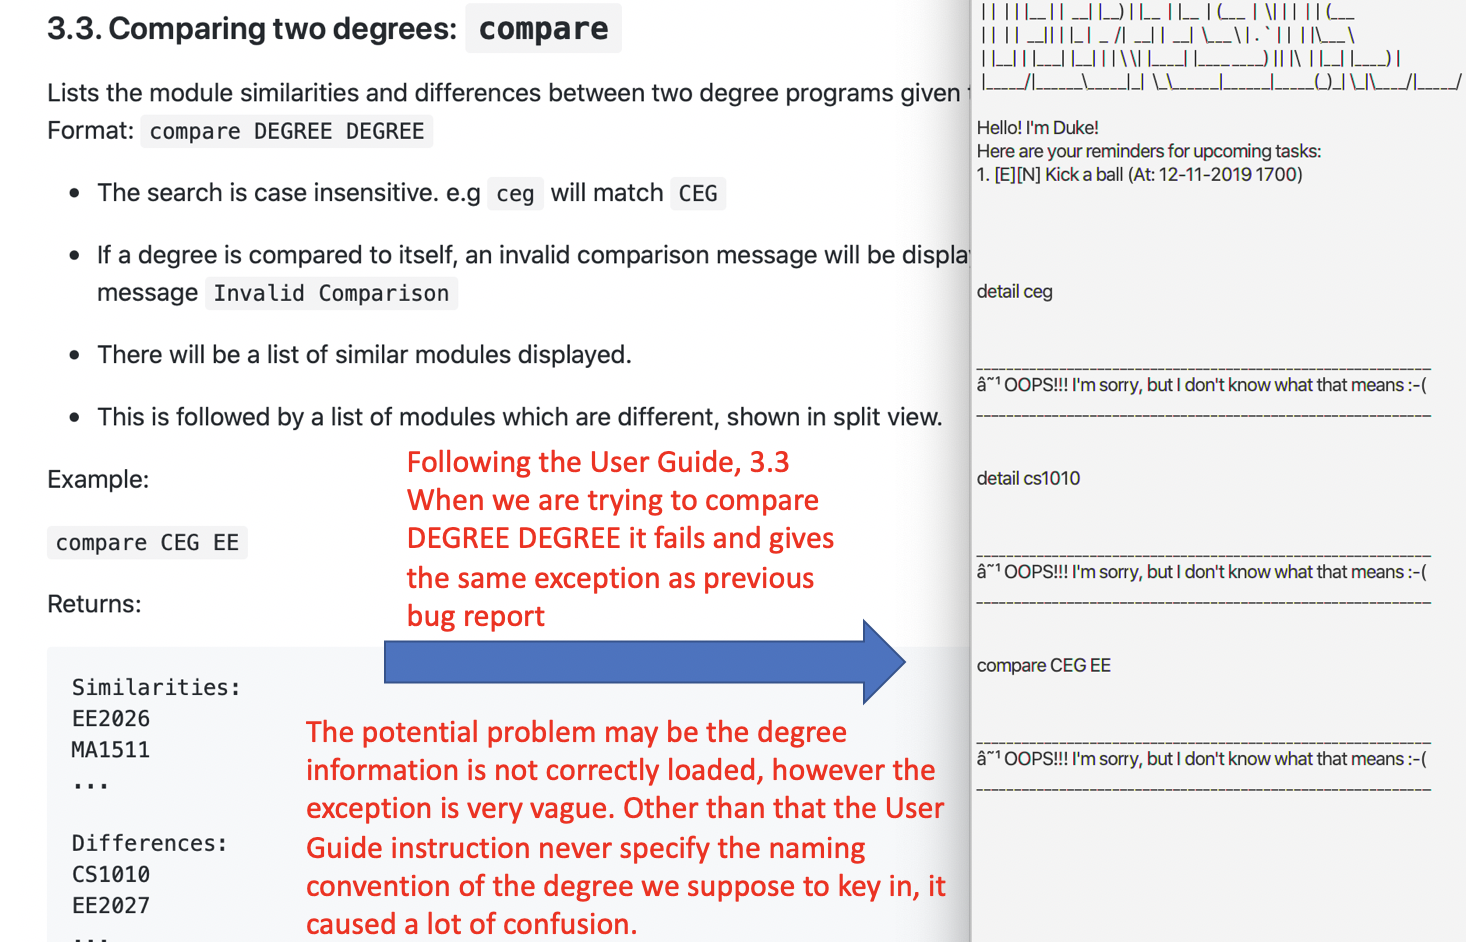 3.3. Comparing two degrees: compare
Lists the module similarities and differences between two degree programs given
Format: compare DEGREE DEGREE
• The search is case insensitive. e.g ceg will match CEG
• If a degree is compared to itself, an invalid comparison message will be
message Invalid Comparison
• There will be a list of similar modules displayed.
• This is followed by a list of modules which are different, shown in split view.
Example:
compare CEG EE
Returns:
Similarities:
EE2026
MA1511
...
Differences:
CS1010
EE2027
...
Following the User Guide, 3.3
When we are trying to compare
DEGREE DEGREE it fails and gives
the same exception as previous
bug report
The potential problem may be the degree
information is not correctly loaded, however the
exception is very vague. Other than that the User
Guide instruction never specify the naming
convention of the degree we suppose to key in, it
caused a lot of confusion.
Hello! I'm Duke!
Here are your reminders for upcoming tasks:
1. [E][N] Kick a ball (At: 12-11-2019 1700)
detail ceg
â˜¹ OOPS!!! I'm sorry, but I don't know what that means :-(
detail cs1010
â˜¹ OOPS!!! I'm sorry, but I don't know what that means :-(
compare CEG EE
â˜¹ OOPS!!! I'm sorry, but I don't know what that means :-(